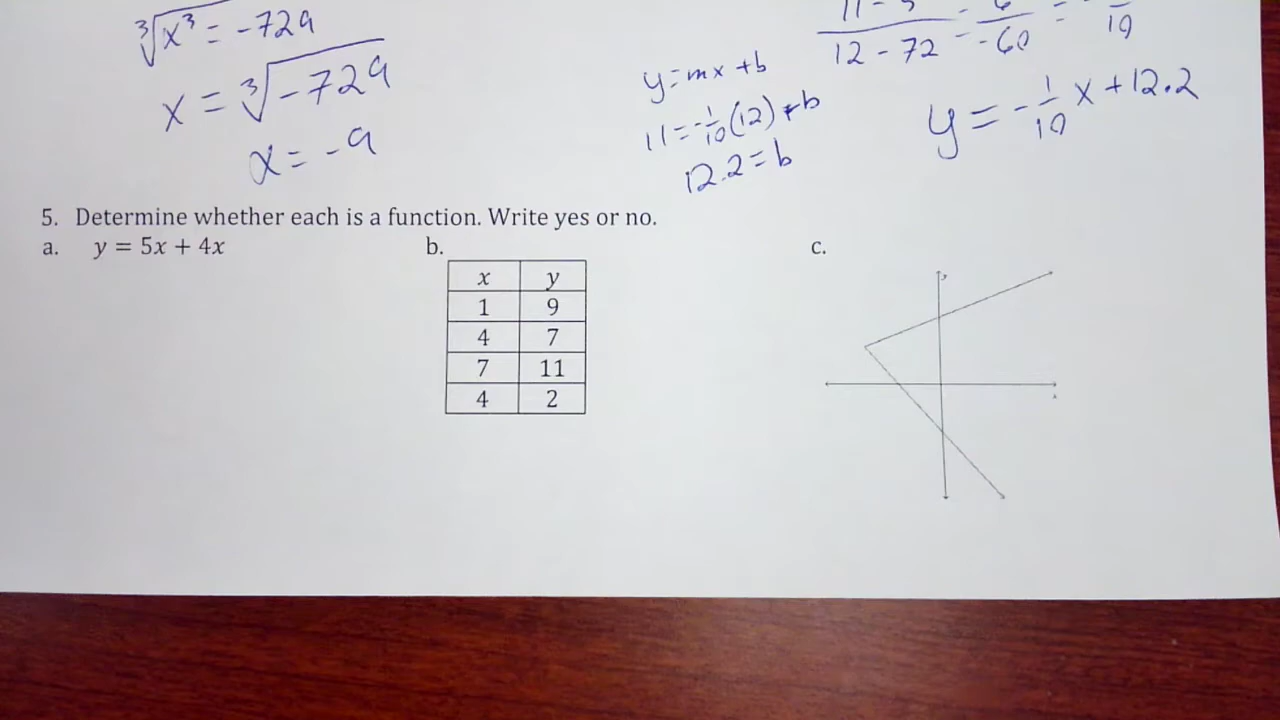 ∛x³ = -729
x = ∛-729
x = -9
y = mx + b
11 = -1/10(12) + b
12.2 = b
12 - 72 = -60 = 10
y = -1/10 x + 12.2
5. Determine whether each is a function. Write yes or no.
a. y = 5x + 4x
b.
x y
1 9
4 7
7 11
4 2
c.